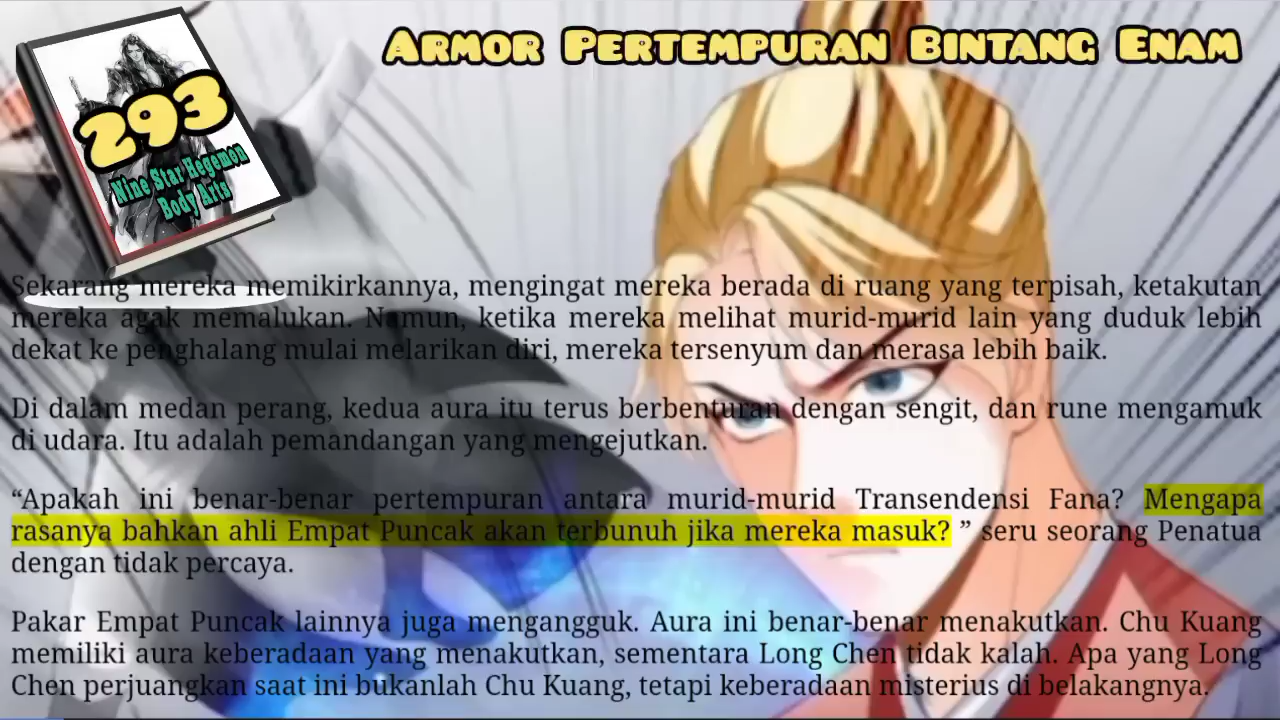 Armor Pertempuran Bintang Enam
293
Nine Star Hegemon
Body Arts
Sekarang mereka memikirkannya, mengingat mereka berada di ruang yang terpisah, ketakutan
mereka agak memalukan. Namun, ketika mereka melihat murid-murid lain yang duduk lebih
dekat ke penghalang mulai melarikan diri, mereka tersenyum dan merasa lebih baik.
Di dalam medan perang, kedua aura itu terus berbenturan dengan sengit, dan rune mengamuk
di udara. Itu adalah pemandangan yang mengejutkan.
“Apakah ini benar-benar pertempuran antara murid-murid Transendensi Fana? Mengapa
rasanya bahkan ahli Empat Puncak akan terbunuh jika mereka masuk? ” seru seorang Penatua
dengan tidak percaya.
Pakar Empat Puncak lainnya juga mengangguk. Aura ini benar-benar menakutkan. Chu Kuang
memiliki aura keberadaan yang menakutkan, sementara Long Chen tidak kalah. Apa yang Long
Chen perjuangkan saat ini bukanlah Chu Kuang, tetapi keberadaan misterius di belakangnya.